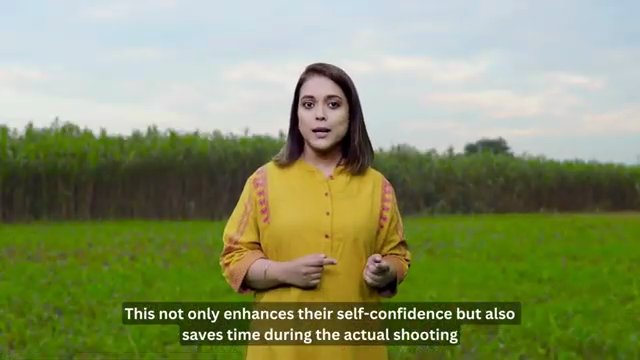 This not only enhances their self-confidence but also
saves time during the actual shooting